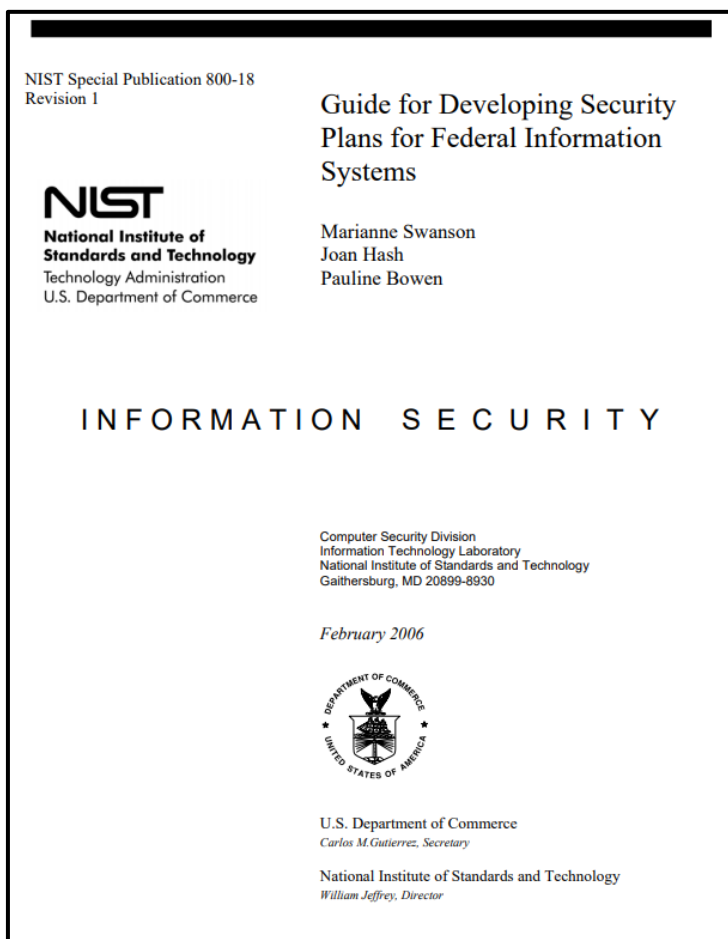 NIST Special Publication 800-18
Revision 1
Guide for Developing Security
Plans for Federal Information
Systems
NIST
National Institute of
Standards and Technology
Technology Administration
U.S. Department of Commerce
Marianne Swanson
Joan Hash
Pauline Bowen
INFORMATION SECURITY
Computer Security Division
Information Technology Laboratory
National Institute of Standards and Technology
Gaithersburg, MD 20899-8930
February 2006
DEPARTMENT OF COMMERCE
UNITED STATES OF AMERICA
U.S. Department of Commerce
Carlos M.Gutierrez, Secretary
National Institute of Standards and Technology
William Jeffrey, Director